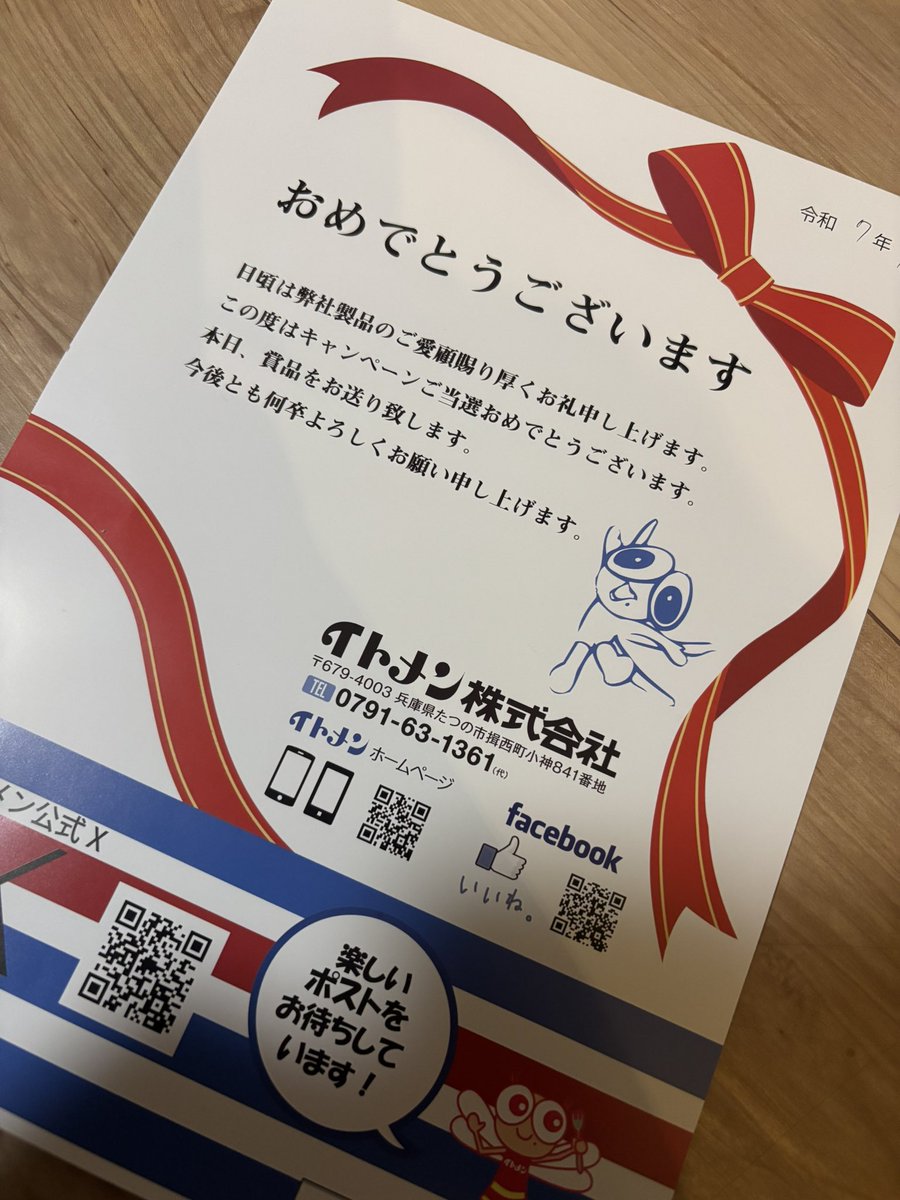 令和 7年
おめでとうございます
日頃は弊社製品のご愛顧賜り厚くお礼申し上げます。
この度はキャンペーンご当選おめでとうございます。
本日、賞品をお送り致します。
今後とも何卒よろしくお願い申し上げます。
イトメン株式会社
〒679-4003 兵庫県たつの市揖西町小神841番地
TEL 0791-63-1361(代)
イトメン ホームページ
facebook
いいね。
メン公式X
X
楽しい
ポストを
お待ちして
います!
イトメン